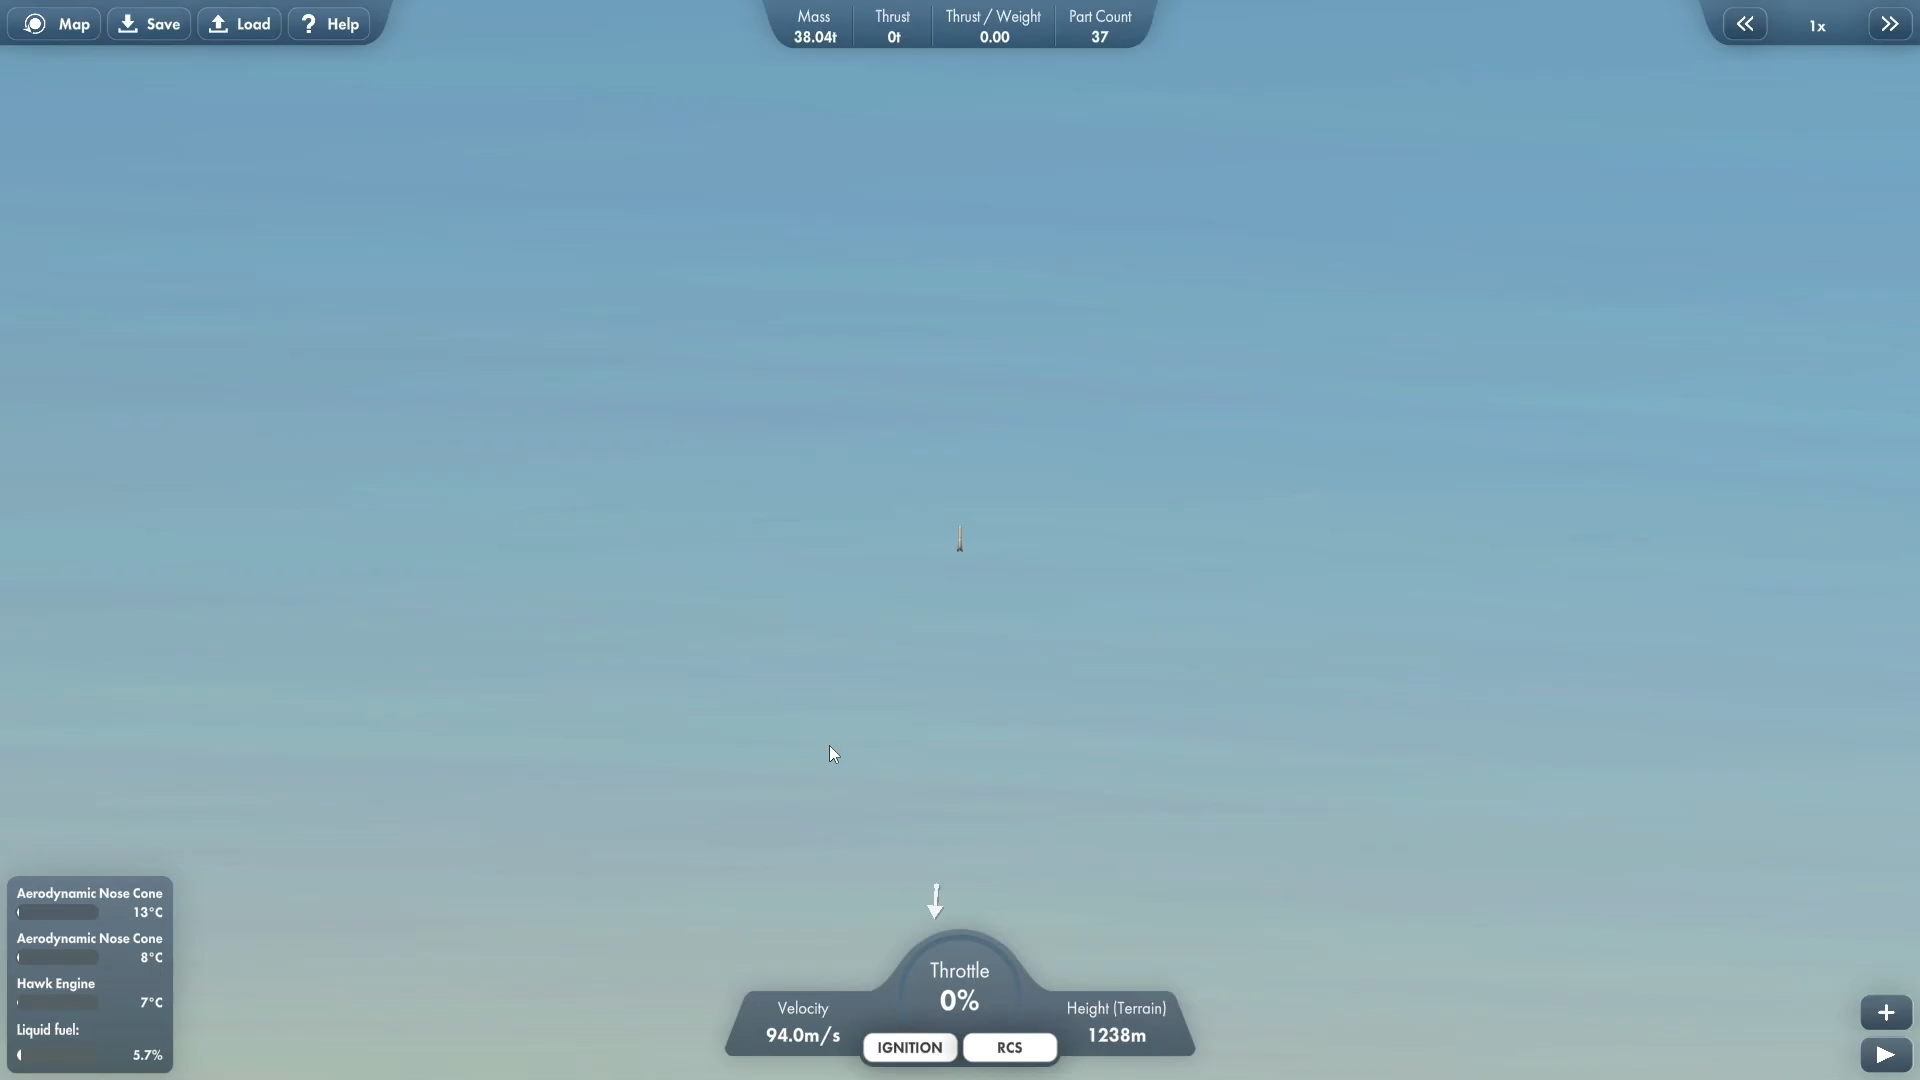 Map
Save
Load
? Help
Mass
38.04t
Thrust
0t
Thrust / Weight
0.00
Part Count
37
1x
Aerodynamic Nose Cone
13°C
Aerodynamic Nose Cone
8°C
Hawk Engine
7°C
Liquid fuel:
5.7%
Throttle
0%
Velocity
94.0m/s
Height (Terrain)
1238m
IGNITION
RCS